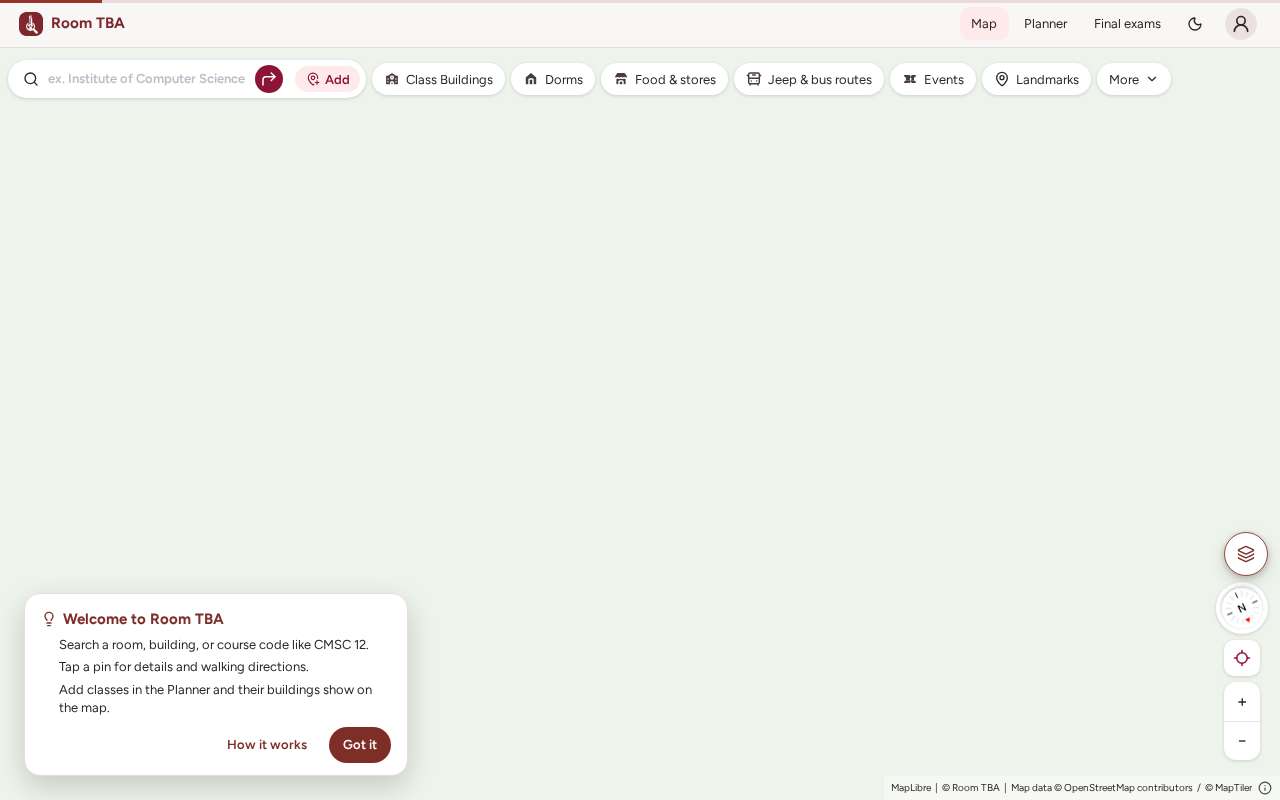 Room TBA
Map
Planner
Final exams
ex. Institute of Computer Science
Add
Class Buildings
Dorms
Food & stores
Jeep & bus routes
Events
Landmarks
More
N
+
−
Welcome to Room TBA
Search a room, building, or course code like CMSC 12.
Tap a pin for details and walking directions.
Add classes in the Planner and their buildings show on
the map.
How it works
Got it
MapLibre | © Room TBA | Map data © OpenStreetMap contributors / © MapTiler